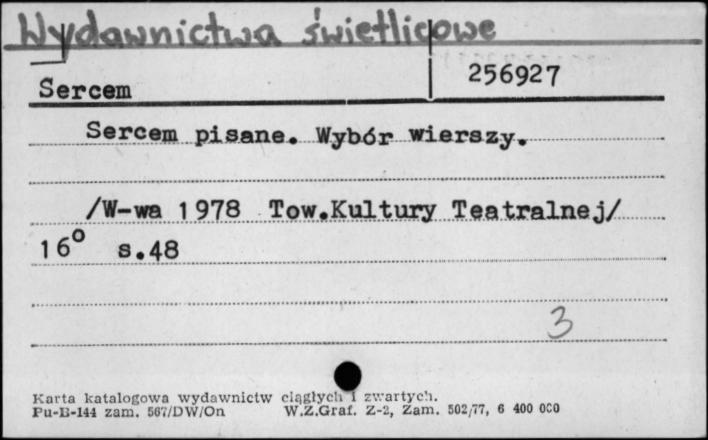 Wydawnictwa świetlicowe
Sercem 256927
Sercem pisane. Wybór wierszy.
/W-wa 1978 Tow.Kultury Teatralnej/
16° s.48
3
Karta katalogowa wydawnictw ciągłych i zwartych.
Pu-B-144 zam. 567/DW/On W.Z.Graf. Z-2, Zam. 502/77, 6 400 000